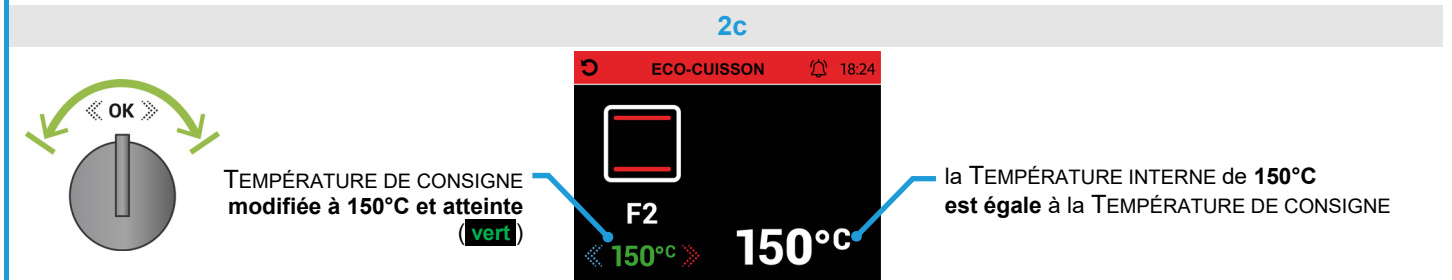 2c
ECO-CUISSON 18:24
« OK »
TEMPÉRATURE DE CONSIGNE
modifiée à 150°C et atteinte
( vert )
F2
« 150°C »
150°C
la TEMPÉRATURE INTERNE de 150°C
est égale à la TEMPÉRATURE DE CONSIGNE